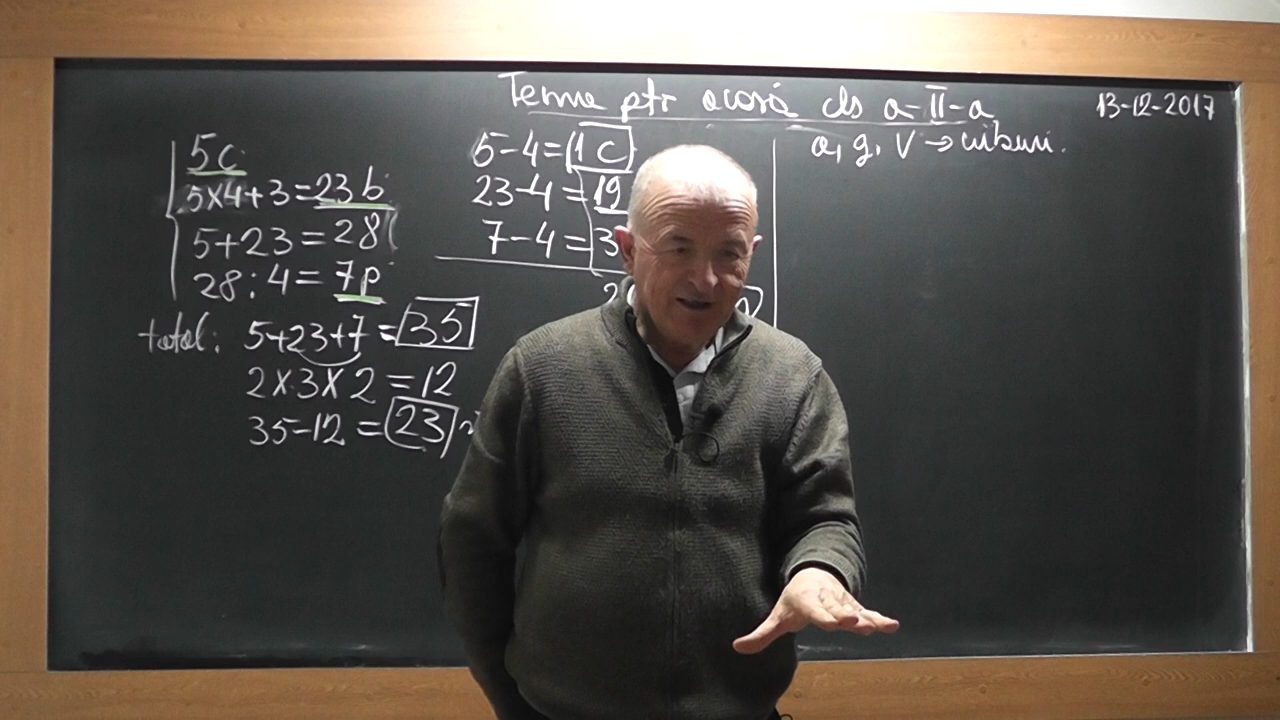 Teme ptr acasă cls a-II-a
13-12-2017
5c
5x4+3=23b
5+23=28
28:4=7p
total: 5+23+7=35
2x3x2=12
35-12=23
5-4=1c
23-4=19
7-4=3
a, g, V → cuburi.